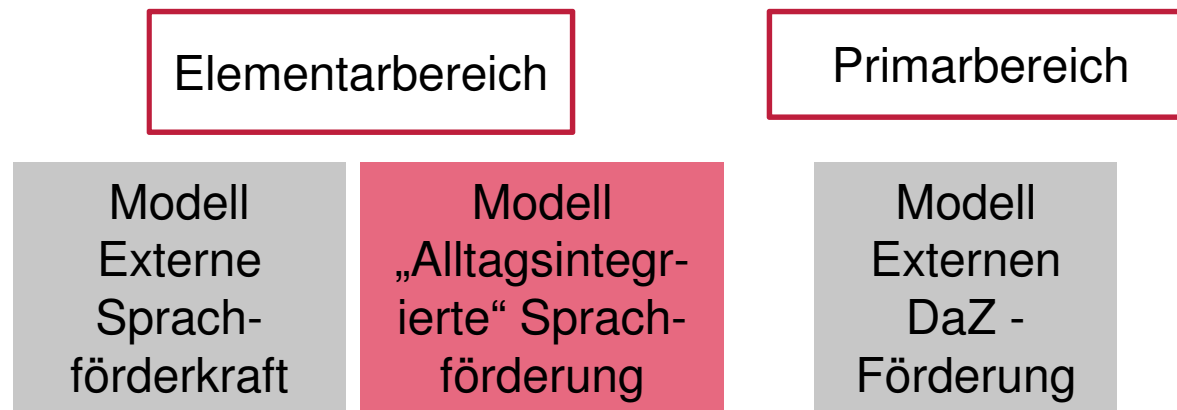 Elementarbereich
Primarbereich
Modell
Externe
Sprach-
förderkraft
Modell
„Alltagsintegr-
ierte“ Sprach-
förderung
Modell
Externen
DaZ -
Förderung